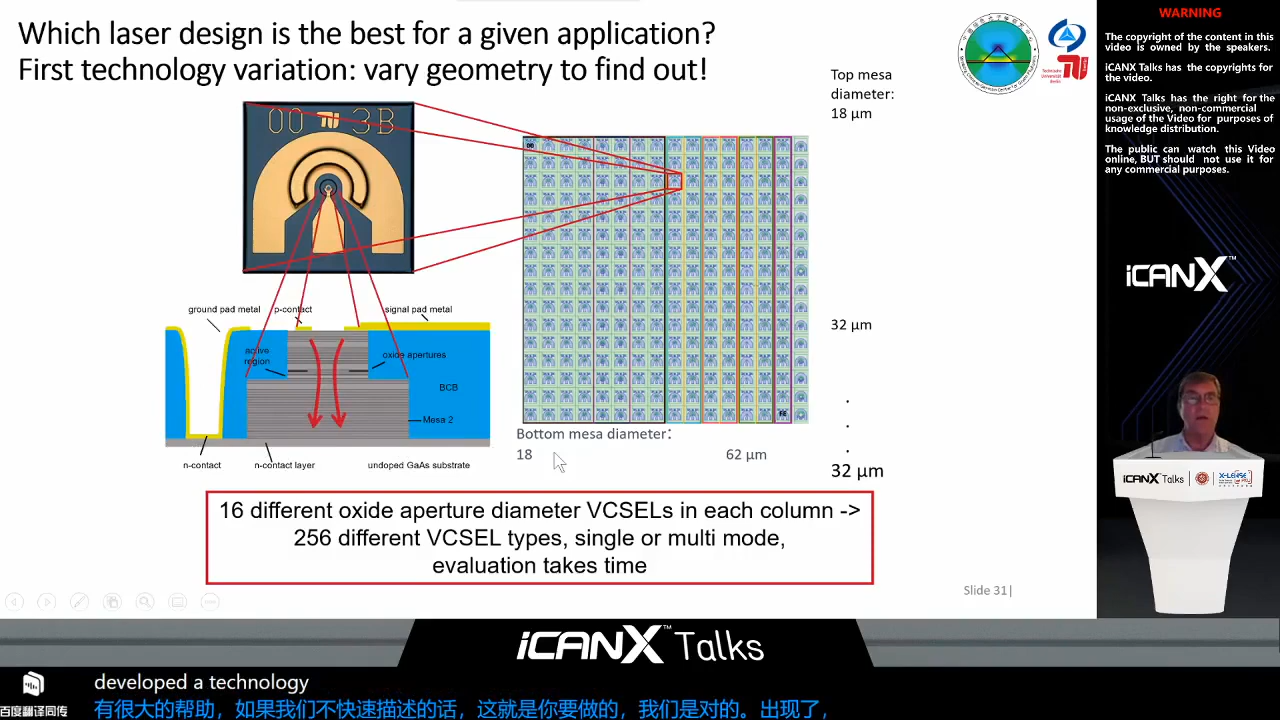 Which laser design is the best for a given application?
First technology variation: vary geometry to find out!
Top mesa
diameter:
18 µm
00 3B
00
ground pad metal
p-contact
signal pad metal
active
region
oxide apertures
BCB
Mesa 2
n-contact
n-contact layer
undoped GaAs substrate
FF
32 µm
.
.
.
32 µm
Bottom mesa diameter:
18
62 µm
16 different oxide aperture diameter VCSELs in each column ->
256 different VCSEL types, single or multi mode,
evaluation takes time
Slide 31|
WARNING
The copyright of the content in this
video is owned by the speakers.
iCANX Talks has the copyrights for
the video.
iCANX Talks has the right for the
non-exclusive, non-commercial
usage of the Video for purposes of
knowledge distribution.
The public can watch this Video
online, BUT should not use it for
any commercial purposes.
iCANX™
iCANX Talks
X-LENSE
iCANX™ Talks
developed a technology
有很大的帮助，如果我们不快速描述的话，这就是你要做的，我们是对的。出现了，
百度翻译同传